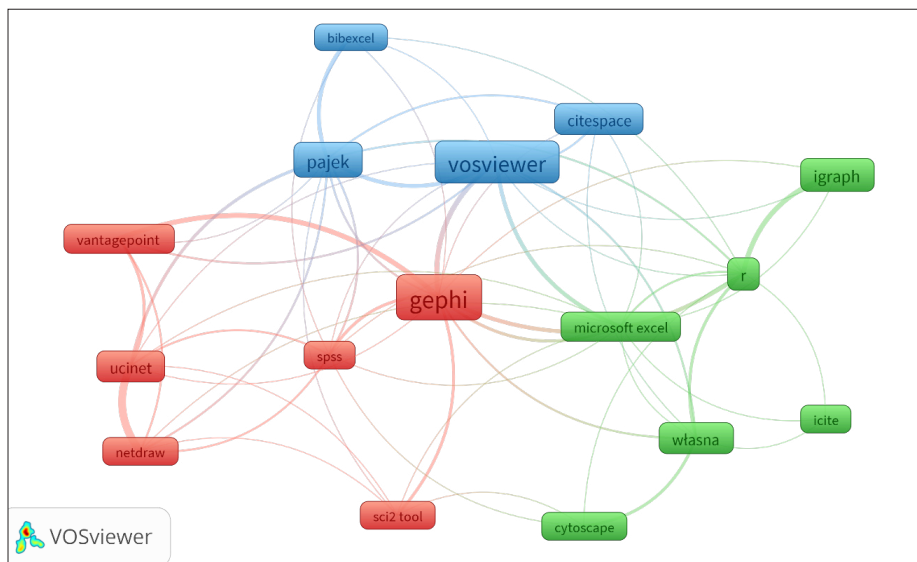 bibexcel
citespace
pajek
vosviewer
igraph
vantagepoint
r
gephi
microsoft excel
spss
ucinet
icite
własna
netdraw
sci2 tool
cytoscape
VOSviewer